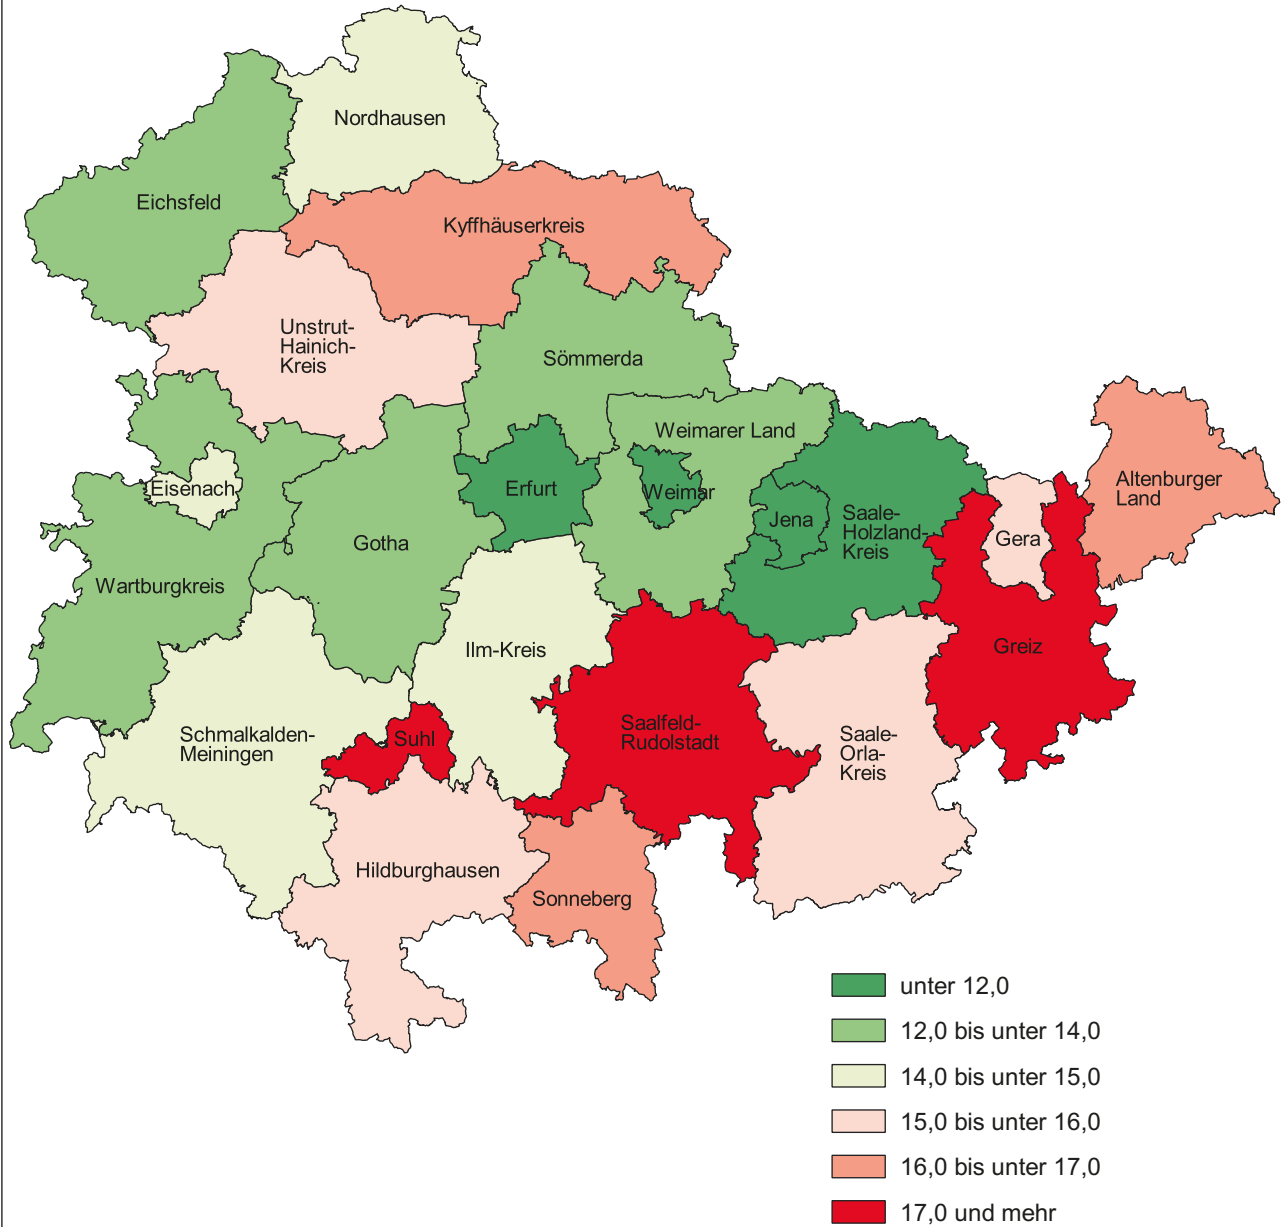 Nordhausen
Eichsfeld
Kyffhäuserkreis
Unstrut-
Hainich-
Kreis
Sömmerda
Weimarer Land
Altenburger
Land
Eisenach
Erfurt
Weimar
Jena
Saale-
Holzland-
Kreis
Gera
Gotha
Wartburgkreis
Ilm-Kreis
Greiz
Schmalkalden-
Meiningen
Suhl
Saalfeld-
Rudolstadt
Saale-
Orla-
Kreis
Hildburghausen
Sonneberg
unter 12,0
12,0 bis unter 14,0
14,0 bis unter 15,0
15,0 bis unter 16,0
16,0 bis unter 17,0
17,0 und mehr